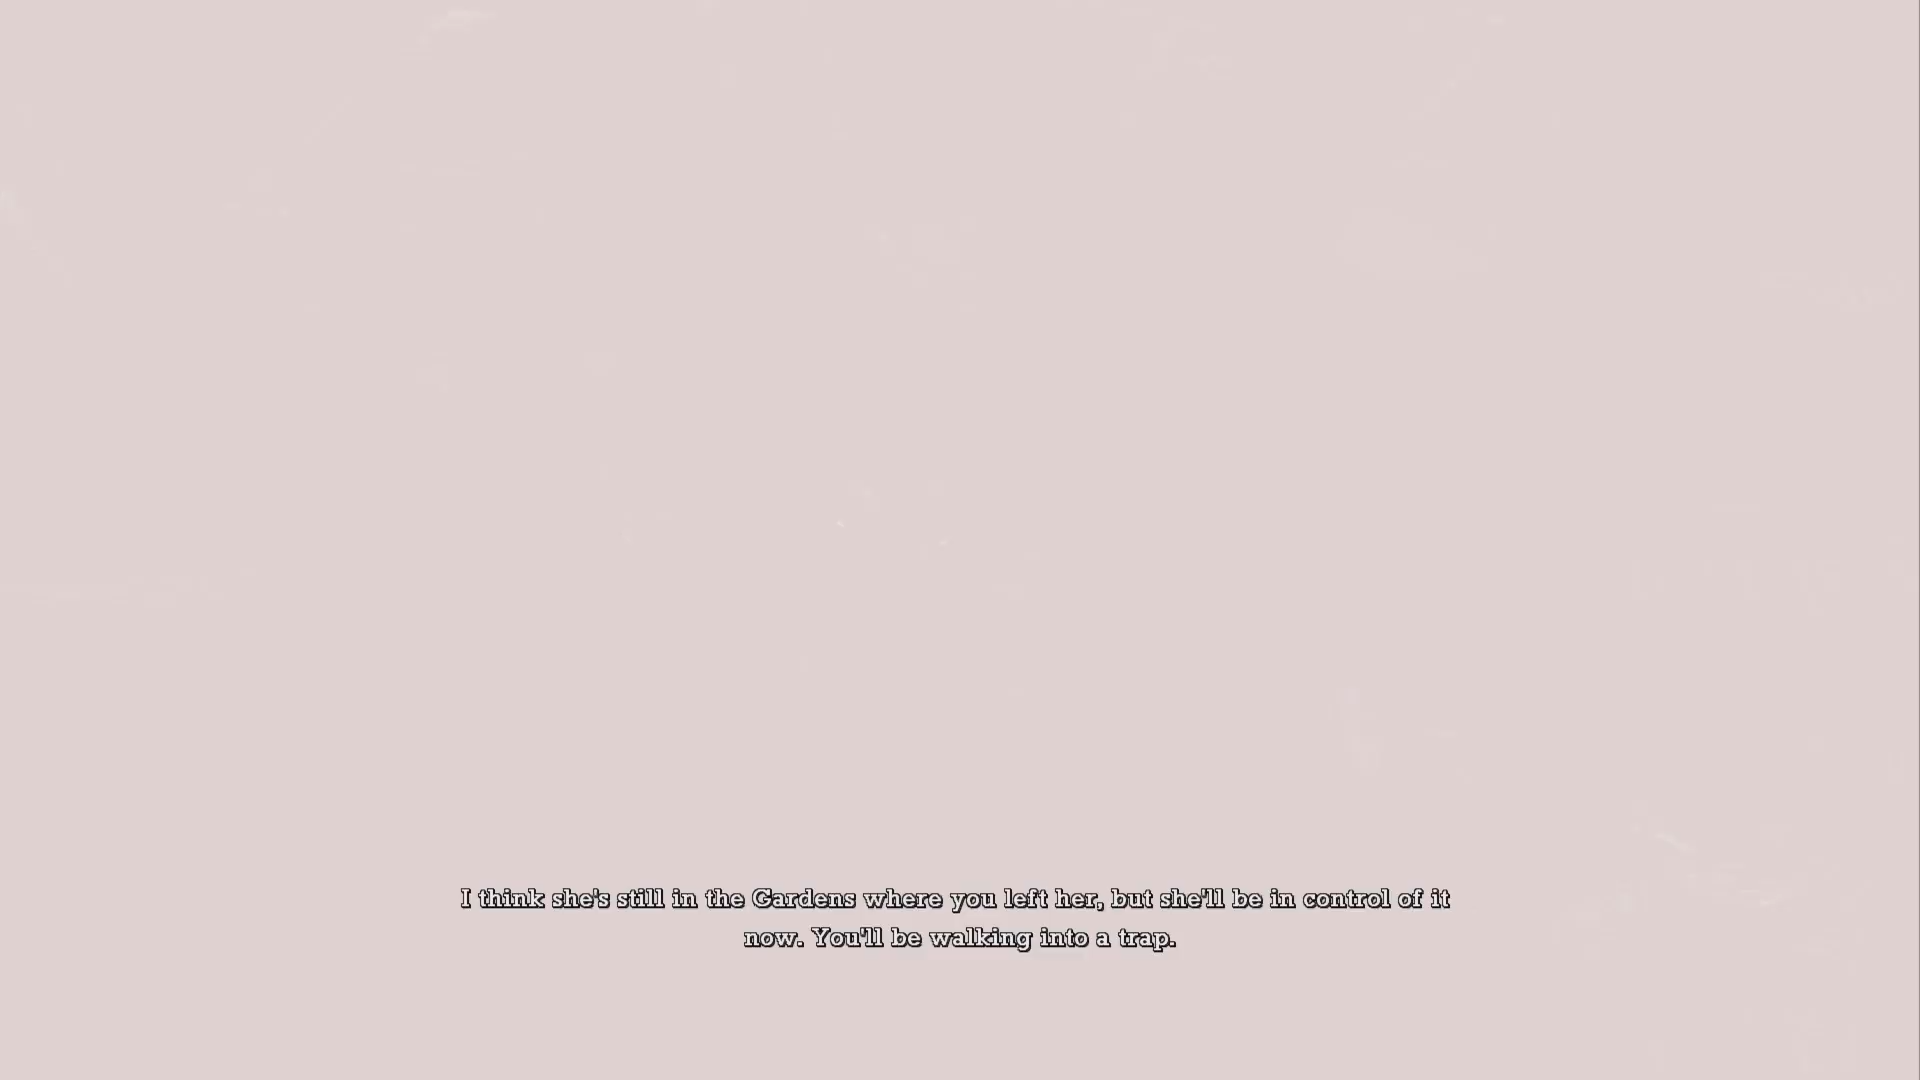 I think she's still in the Gardens where you left her, but she'll be in control of it
now. You'll be walking into a trap.